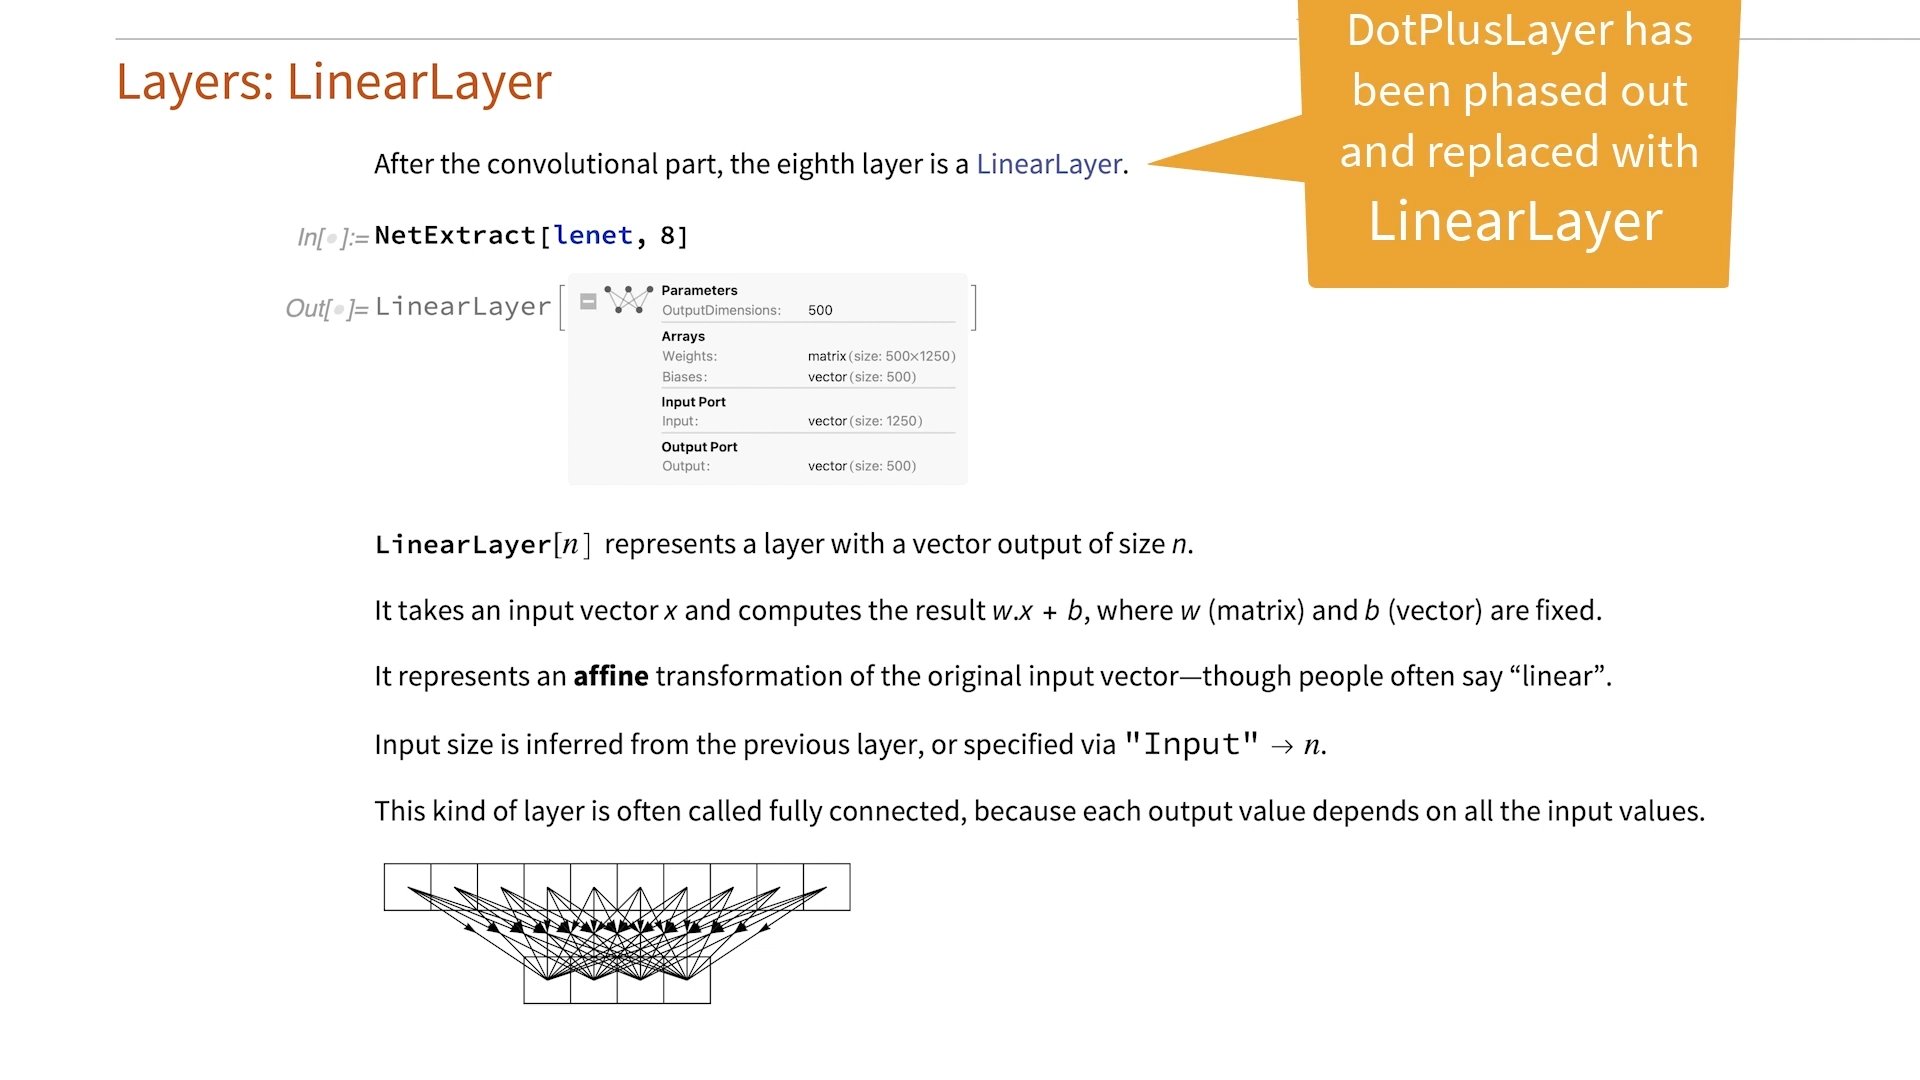 DotPlusLayer has
been phased out
and replaced with
LinearLayer
Layers: LinearLayer
After the convolutional part, the eighth layer is a LinearLayer.
In[•]:= NetExtract[lenet, 8]
Out[•]= LinearLayer[
Parameters
OutputDimensions: 500
Arrays
Weights: matrix (size: 500×1250)
Biases: vector (size: 500)
Input Port
Input: vector (size: 1250)
Output Port
Output: vector (size: 500)
]
LinearLayer[n] represents a layer with a vector output of size n.
It takes an input vector x and computes the result w.x + b, where w (matrix) and b (vector) are fixed.
It represents an affine transformation of the original input vector—though people often say “linear”.
Input size is inferred from the previous layer, or specified via "Input" → n.
This kind of layer is often called fully connected, because each output value depends on all the input values.